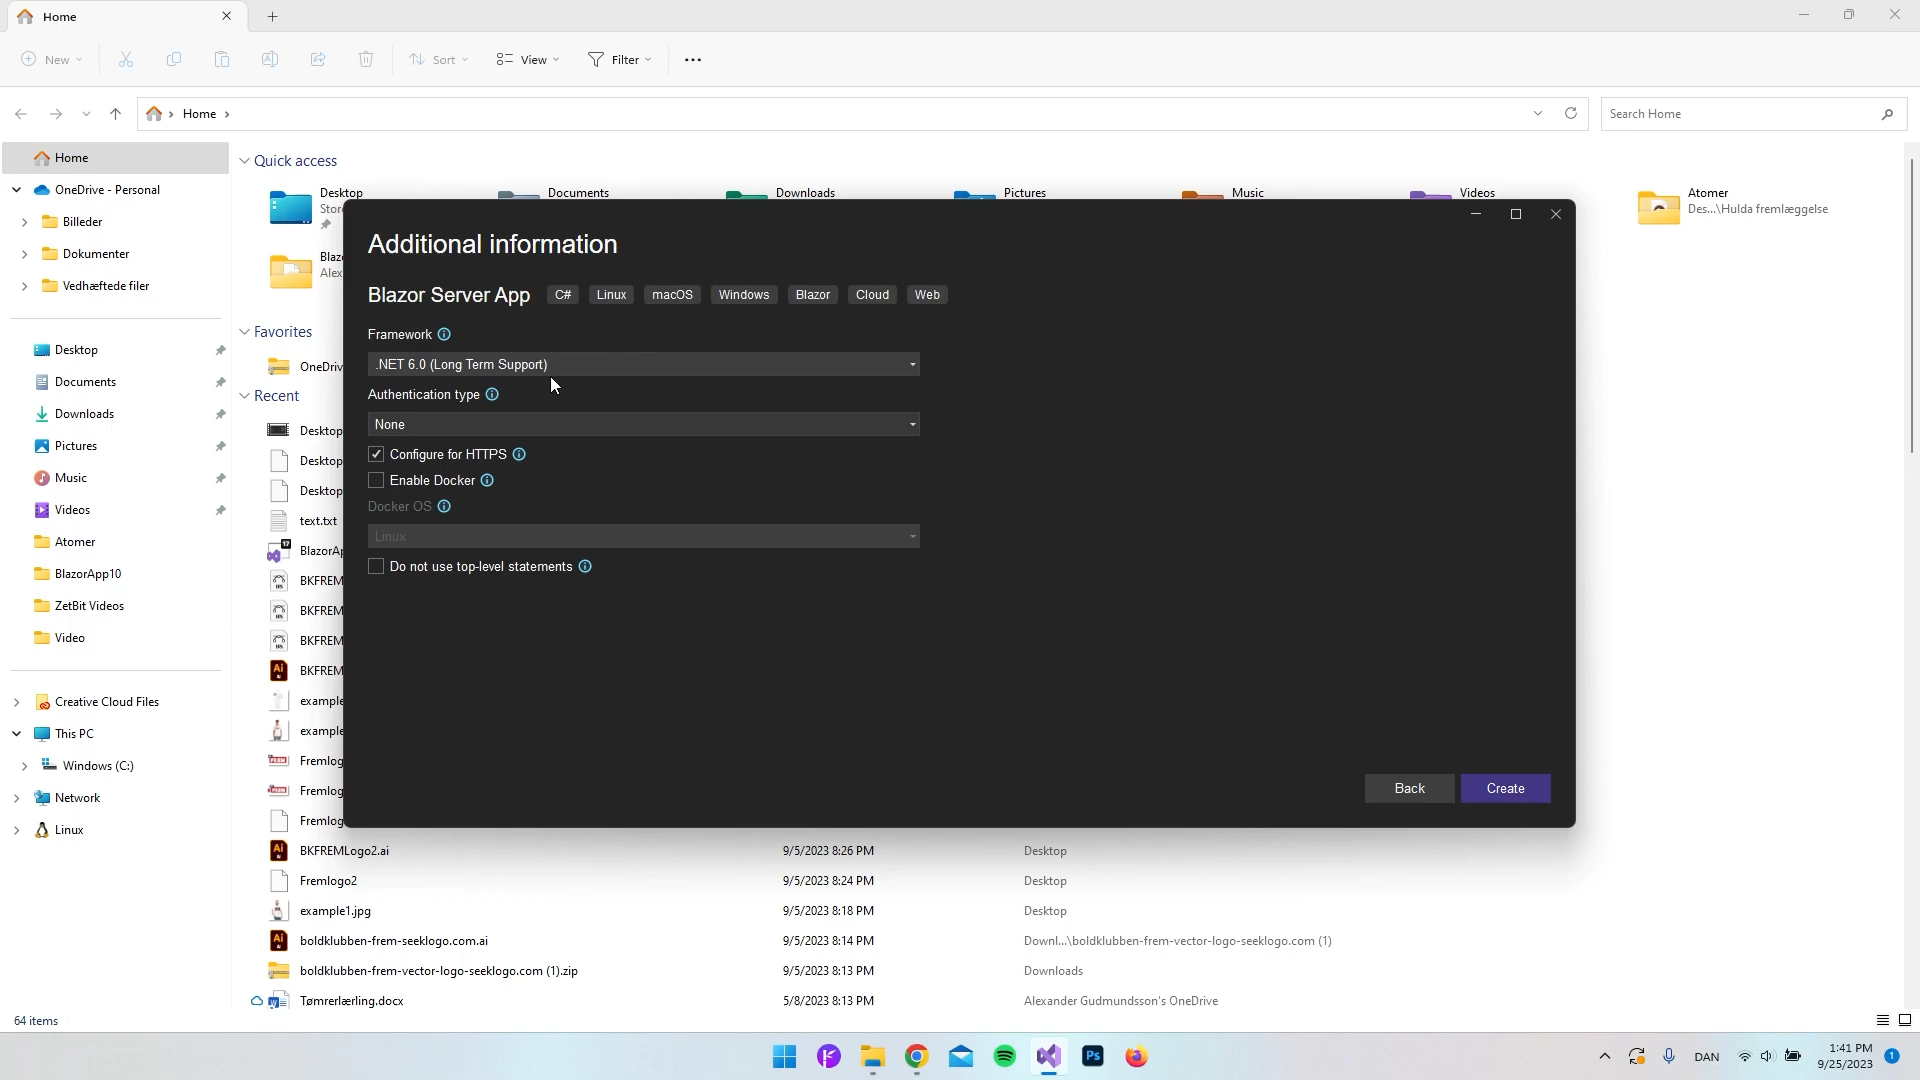 Home
New
Sort
View
Filter
Home
Search Home
Home
OneDrive - Personal
Billeder
Dokumenter
Vedhæftede filer
Desktop
Documents
Downloads
Pictures
Music
Videos
Atomer
BlazorApp10
ZetBit Videos
Video
Creative Cloud Files
This PC
Windows (C:)
Network
Linux
Quick access
Desktop
Documents
Downloads
Pictures
Music
Videos
Atomer
Des...\Hulda fremlæggelse
Favorites
Recent
Desktop
Desktop
Desktop
text.txt
Additional information
Blazor Server App
C#
Linux
macOS
Windows
Blazor
Cloud
Web
Framework
.NET 6.0 (Long Term Support)
Authentication type
None
Configure for HTTPS
Enable Docker
Docker OS
Linux
Do not use top-level statements
Back
Create
BKFREMLogo2.ai 9/5/2023 8:26 PM Desktop
Fremlogo2 9/5/2023 8:24 PM Desktop
example1.jpg 9/5/2023 8:18 PM Desktop
boldklubben-frem-seeklogo.com.ai 9/5/2023 8:14 PM Downl...\boldklubben-frem-vector-logo-seeklogo.com (1)
boldklubben-frem-vector-logo-seeklogo.com (1).zip 9/5/2023 8:13 PM Downloads
Tømrerlærling.docx 5/8/2023 8:13 PM Alexander Gudmundsson's OneDrive
64 items
Ps
DAN
1:41 PM
9/25/2023
1